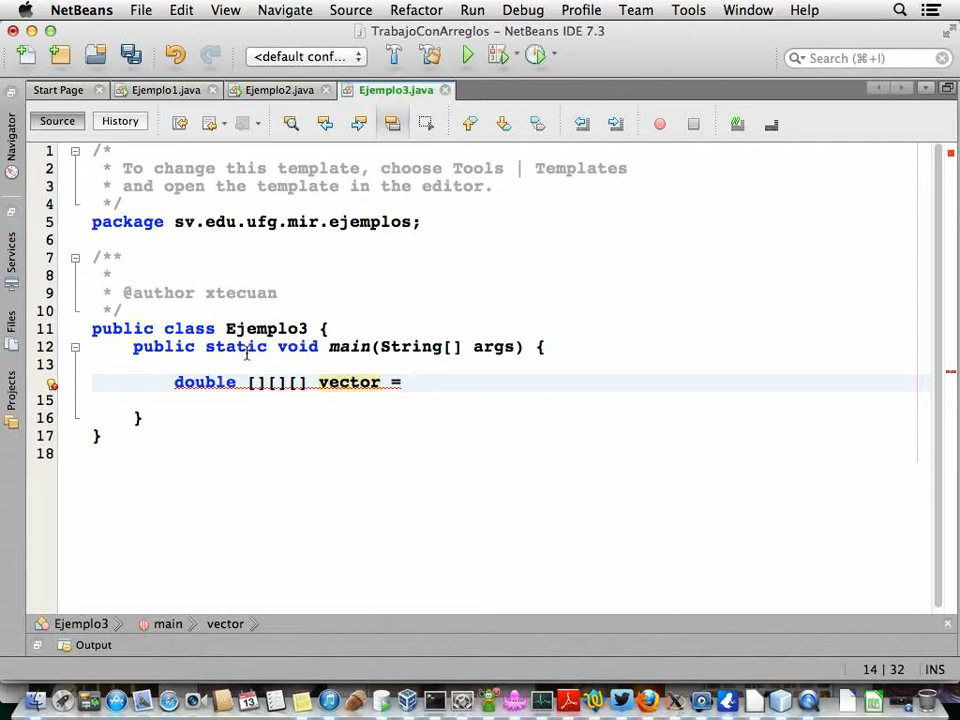 NetBeans File Edit View Navigate Source Refactor Run Debug Profile Team Tools Window Help
TrabajoConArreglos – NetBeans IDE 7.3
<default conf... Search (⌘+I)
Start Page Ejemplo1.java Ejemplo2.java Ejemplo3.java
Source History
Navigator
Services
Files
Projects
1 /*
2 * To change this template, choose Tools | Templates
3 * and open the template in the editor.
4 */
5 package sv.edu.ufg.mir.ejemplos;
6
7 /**
8 *
9 * @author xtecuan
10 */
11 public class Ejemplo3 {
12 public static void main(String[] args) {
13
double [][][] vector =
15
16 }
17 }
18
Ejemplo3 main vector
Output
14 | 32 INS